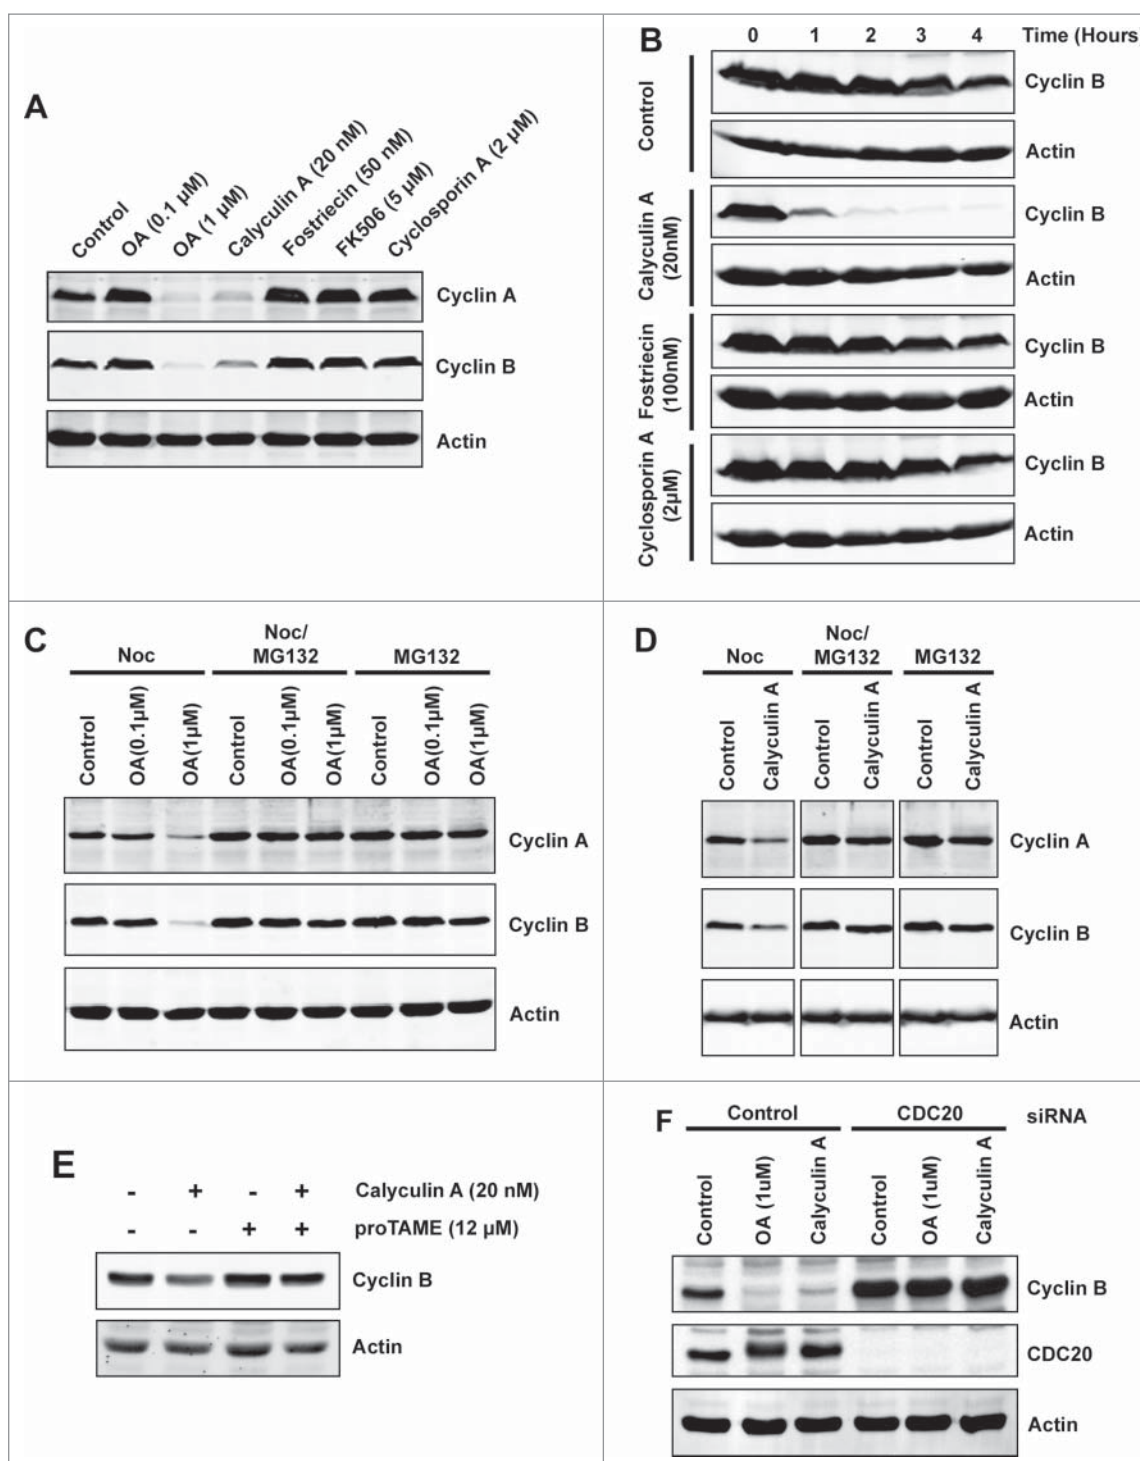 A
Control
OA (0.1 µM)
OA (1 µM)
Calyculin A (20 nM)
Fostriecin (50 nM)
FK506 (5 µM)
Cyclosporin A (2 µM)
Cyclin A
Cyclin B
Actin
B
0 1 2 3 4 Time (Hours
Control
Cyclin B
Actin
Calyculin A
(20nM)
Cyclin B
Actin
Fostriecin
(100nM)
Cyclin B
Actin
Cyclosporin A
(2µM)
Cyclin B
Actin
C
Noc
Noc/
MG132
MG132
Control
OA(0.1µM)
OA(1µM)
Control
OA(0.1µM)
OA(1µM)
Control
OA(0.1µM)
OA(1µM)
Cyclin A
Cyclin B
Actin
D
Noc
Noc/
MG132
MG132
Control
Calyculin A
Control
Calyculin A
Control
Calyculin A
Cyclin A
Cyclin B
Actin
E
- + - + Calyculin A (20 nM)
- - + + proTAME (12 µM)
Cyclin B
Actin
F
Control CDC20 siRNA
Control
OA (1uM)
Calyculin A
Control
OA (1uM)
Calyculin A
Cyclin B
CDC20
Actin